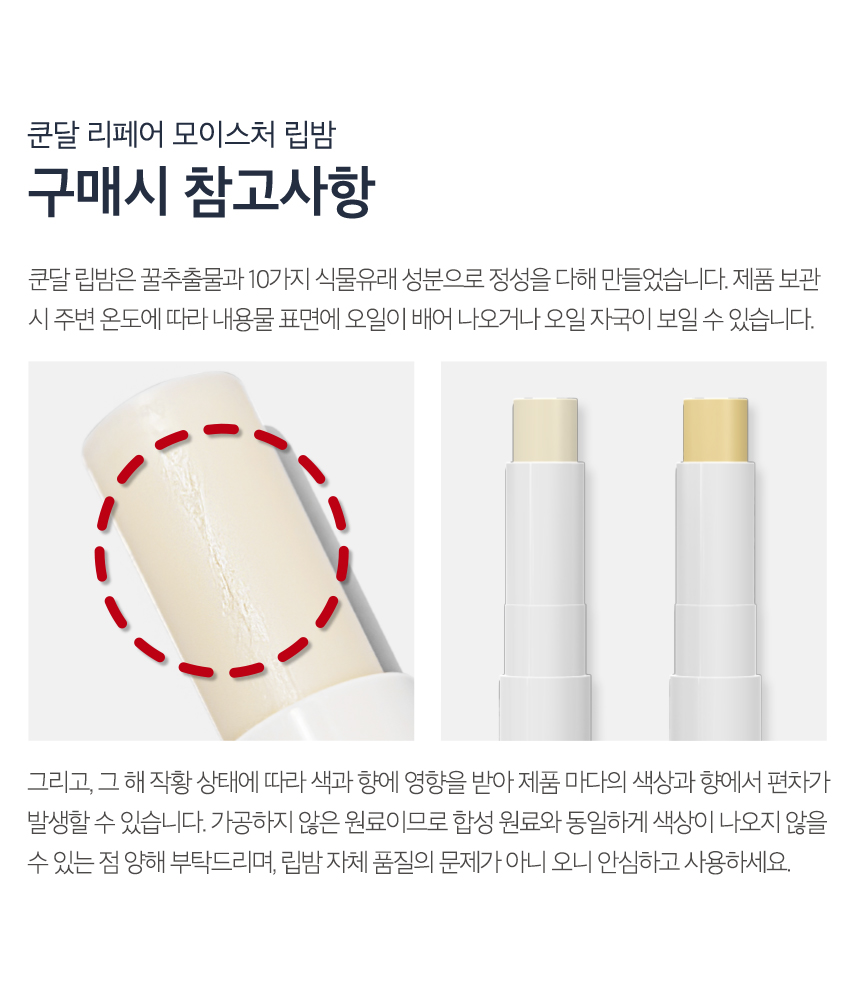 쿤달 리페어 모이스처 립밤
구매시 참고사항
쿤달 립밤은 꿀추출물과 10가지 식물유래 성분으로 정성을 다해 만들었습니다. 제품 보관
시 주변 온도에 따라 내용물 표면에 오일이 배어 나오거나 오일 자국이 보일 수 있습니다.
그리고, 그 해 작황 상태에 따라 색과 향에 영향을 받아 제품 마다의 색상과 향에서 편차가
발생할 수 있습니다. 가공하지 않은 원료이므로 합성 원료와 동일하게 색상이 나오지 않을
수 있는 점 양해 부탁드리며, 립밤 자체 품질의 문제가 아니 오니 안심하고 사용하세요.